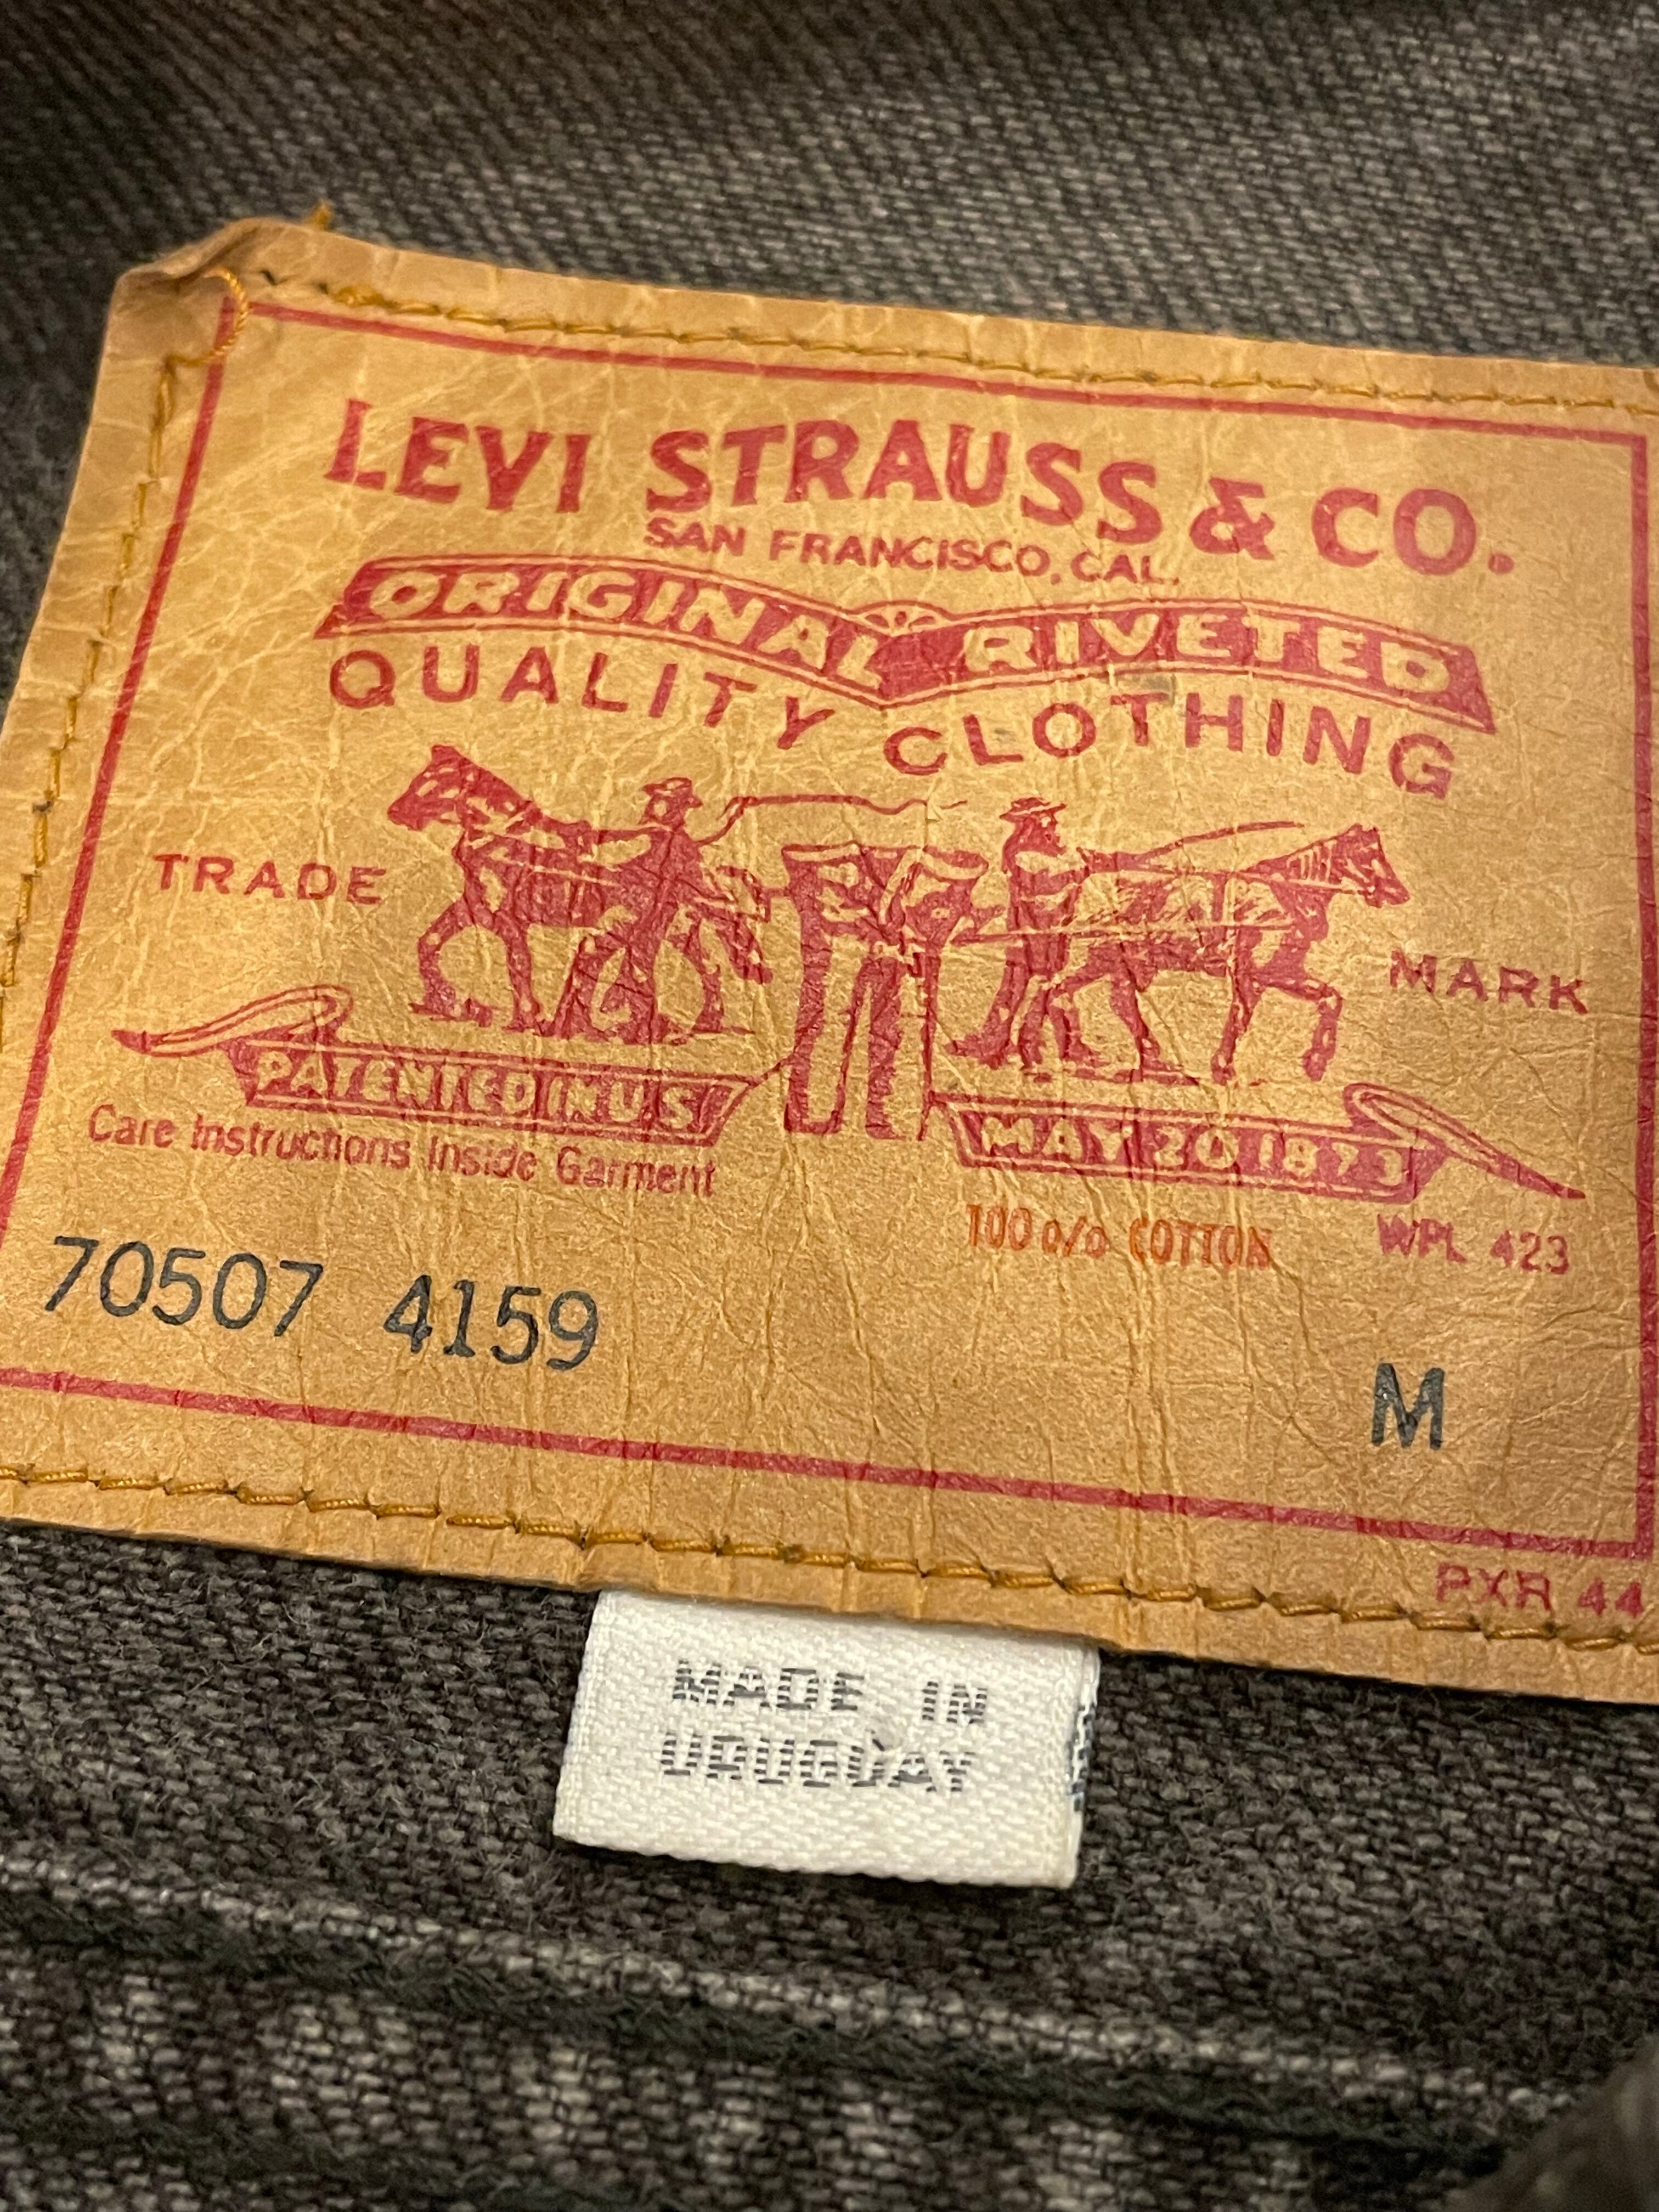 LEVI STRAUSS & CO.
SAN FRANCISCO, CAL.
ORIGINAL RIVETED
QUALITY CLOTHING
TRADE MARK
PATENTED IN U.S.
MAY 20 1873
Care Instructions Inside Garment
100 o/o COTTON WPL 423
70507 4159
M
PXR 44
MADE IN
URUGUAY